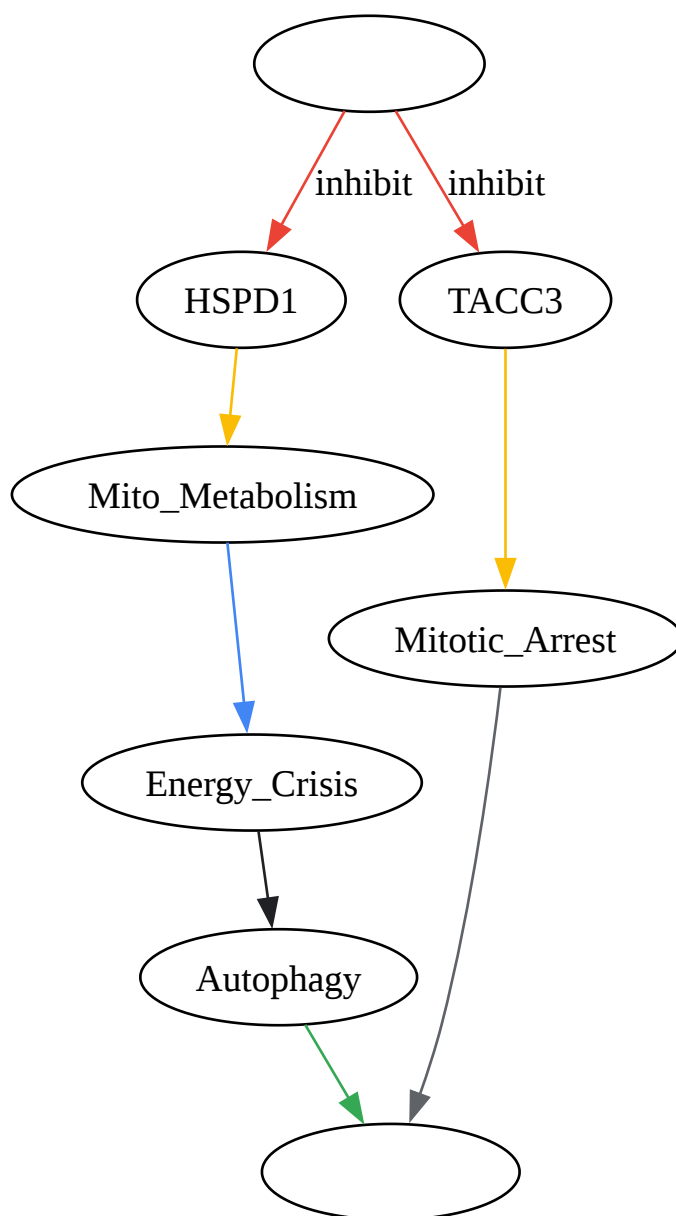 inhibit
inhibit
HSPD1
TACC3
Mito_Metabolism
Mitotic_Arrest
Energy_Crisis
Autophagy